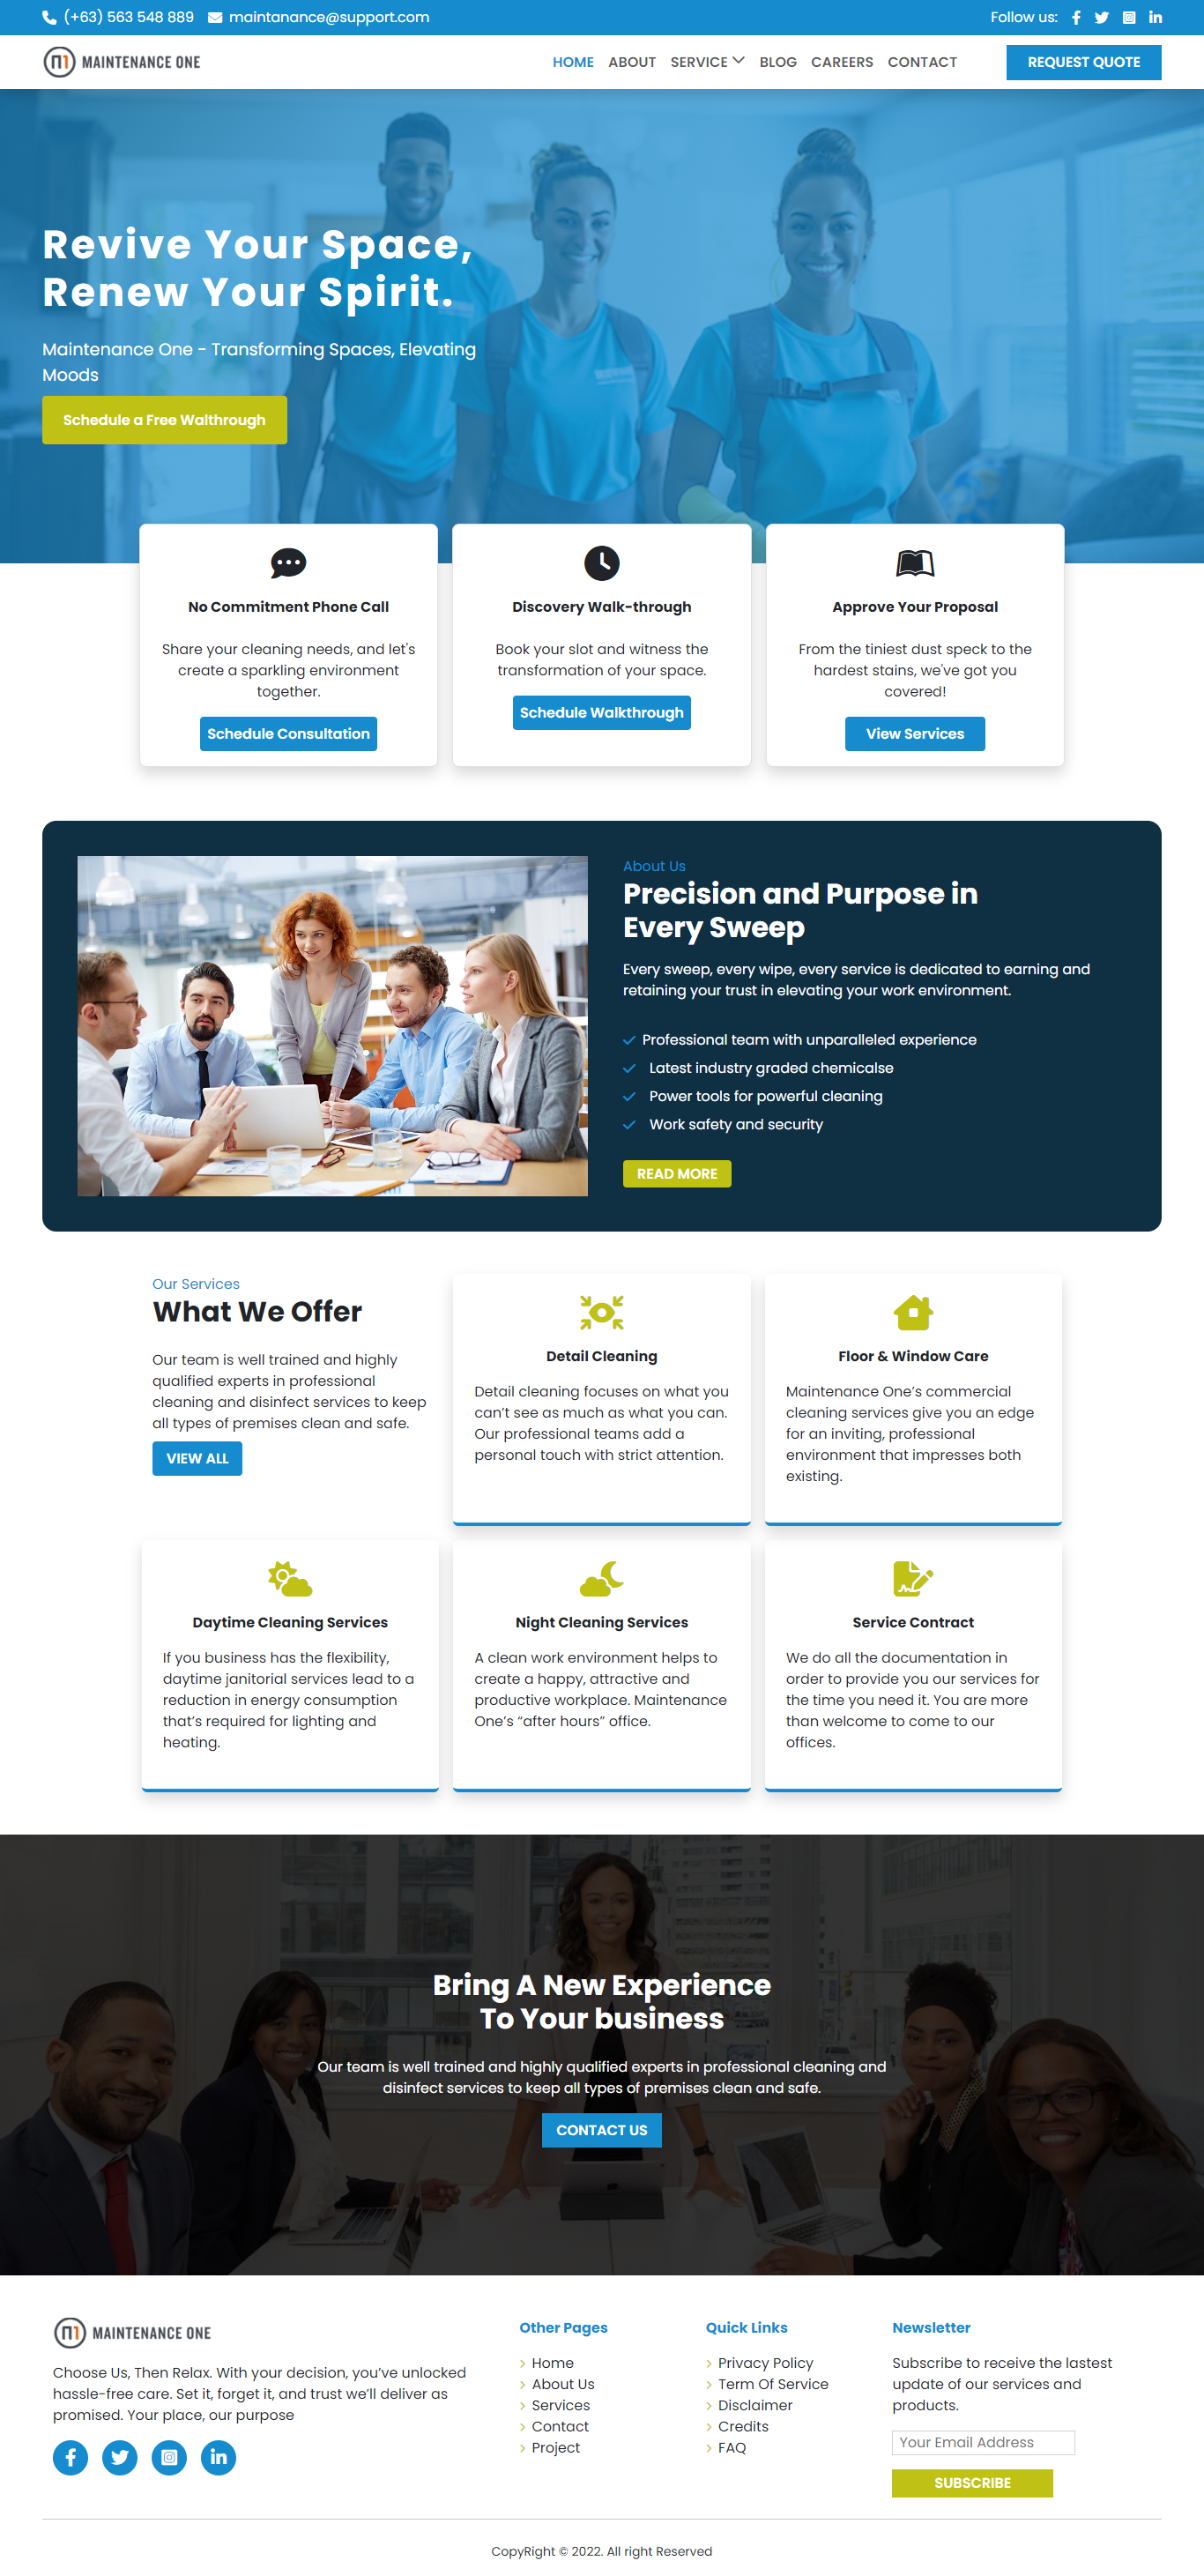 (+63) 563 548 889 maintanance@support.com Follow us:
MAINTENANCE ONE HOME ABOUT SERVICE BLOG CAREERS CONTACT REQUEST QUOTE
Revive Your Space,
Renew Your Spirit.
Maintenance One - Transforming Spaces, Elevating
Moods
Schedule a Free Walthrough
No Commitment Phone Call
Share your cleaning needs, and let's
create a sparkling environment
together.
Schedule Consultation
Discovery Walk-through
Book your slot and witness the
transformation of your space.
Schedule Walkthrough
Approve Your Proposal
From the tiniest dust speck to the
hardest stains, we've got you
covered!
View Services
About Us
Precision and Purpose in
Every Sweep
Every sweep, every wipe, every service is dedicated to earning and
retaining your trust in elevating your work environment.
Professional team with unparalleled experience
Latest industry graded chemicalse
Power tools for powerful cleaning
Work safety and security
READ MORE
Our Services
What We Offer
Our team is well trained and highly
qualified experts in professional
cleaning and disinfect services to keep
all types of premises clean and safe.
VIEW ALL
Detail Cleaning
Detail cleaning focuses on what you
can’t see as much as what you can.
Our professional teams add a
personal touch with strict attention.
Floor & Window Care
Maintenance One’s commercial
cleaning services give you an edge
for an inviting, professional
environment that impresses both
existing.
Daytime Cleaning Services
If you business has the flexibility,
daytime janitorial services lead to a
reduction in energy consumption
that’s required for lighting and
heating.
Night Cleaning Services
A clean work environment helps to
create a happy, attractive and
productive workplace. Maintenance
One’s “after hours” office.
Service Contract
We do all the documentation in
order to provide you our services for
the time you need it. You are more
than welcome to come to our
offices.
Bring A New Experience
To Your business
Our team is well trained and highly qualified experts in professional cleaning and
disinfect services to keep all types of premises clean and safe.
CONTACT US
MAINTENANCE ONE
Choose Us, Then Relax. With your decision, you’ve unlocked
hassle-free care. Set it, forget it, and trust we’ll deliver as
promised. Your place, our purpose
Other Pages
Home
About Us
Services
Contact
Project
Quick Links
Privacy Policy
Term Of Service
Disclaimer
Credits
FAQ
Newsletter
Subscribe to receive the lastest
update of our services and
products.
Your Email Address
SUBSCRIBE
CopyRight © 2022. All right Reserved